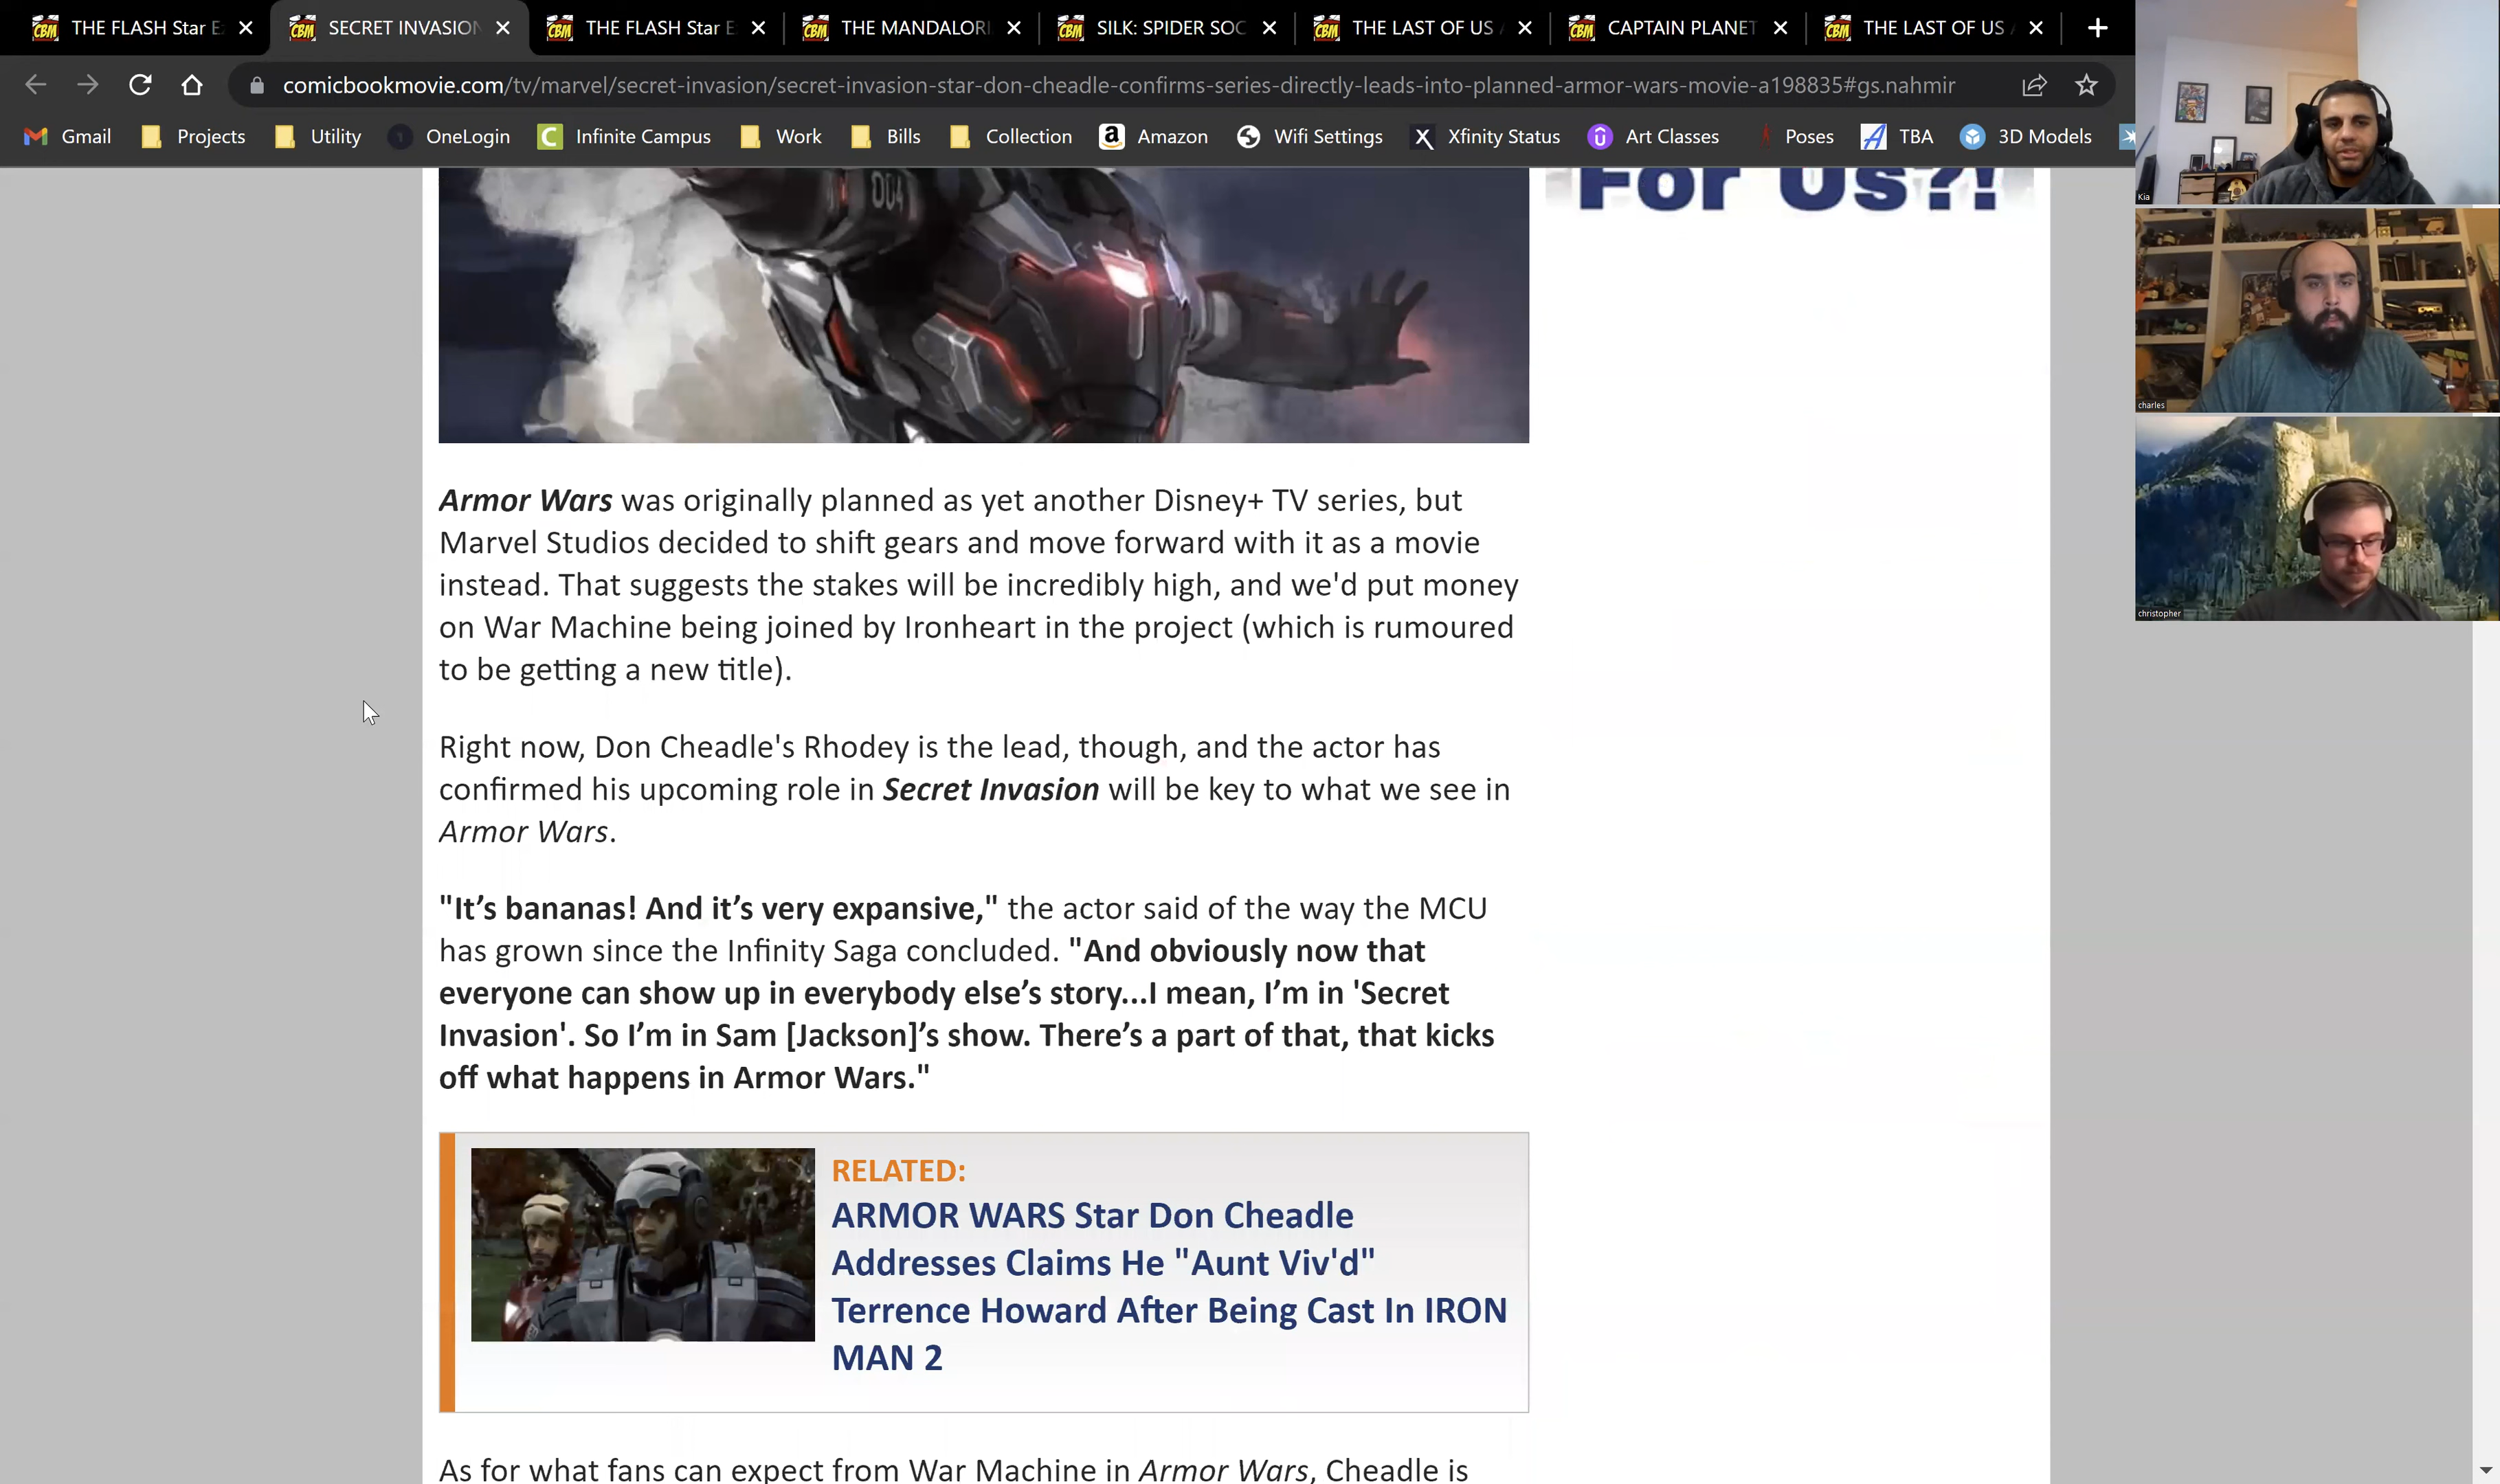 THE FLASH Star E
SECRET INVASION
THE FLASH Star E
THE MANDALORI
SILK: SPIDER SOC
THE LAST OF US
CAPTAIN PLANET
THE LAST OF US
comicbookmovie.com/tv/marvel/secret-invasion/secret-invasion-star-don-cheadle-confirms-series-directly-leads-into-planned-armor-wars-movie-a198835#gs.nahmir
Gmail
Projects
Utility
OneLogin
Infinite Campus
Work
Bills
Collection
Amazon
Wifi Settings
Xfinity Status
Art Classes
Poses
TBA
3D Models
Kia
charles
christopher
004
For Us?!
Armor Wars was originally planned as yet another Disney+ TV series, but
Marvel Studios decided to shift gears and move forward with it as a movie
instead. That suggests the stakes will be incredibly high, and we'd put money
on War Machine being joined by Ironheart in the project (which is rumoured
to be getting a new title).
Right now, Don Cheadle's Rhodey is the lead, though, and the actor has
confirmed his upcoming role in Secret Invasion will be key to what we see in
Armor Wars.
"It’s bananas! And it’s very expansive," the actor said of the way the MCU
has grown since the Infinity Saga concluded. "And obviously now that
everyone can show up in everybody else’s story...I mean, I’m in 'Secret
Invasion'. So I’m in Sam [Jackson]’s show. There’s a part of that, that kicks
off what happens in Armor Wars."
RELATED:
ARMOR WARS Star Don Cheadle
Addresses Claims He "Aunt Viv'd"
Terrence Howard After Being Cast In IRON
MAN 2
As for what fans can expect from War Machine in Armor Wars, Cheadle is